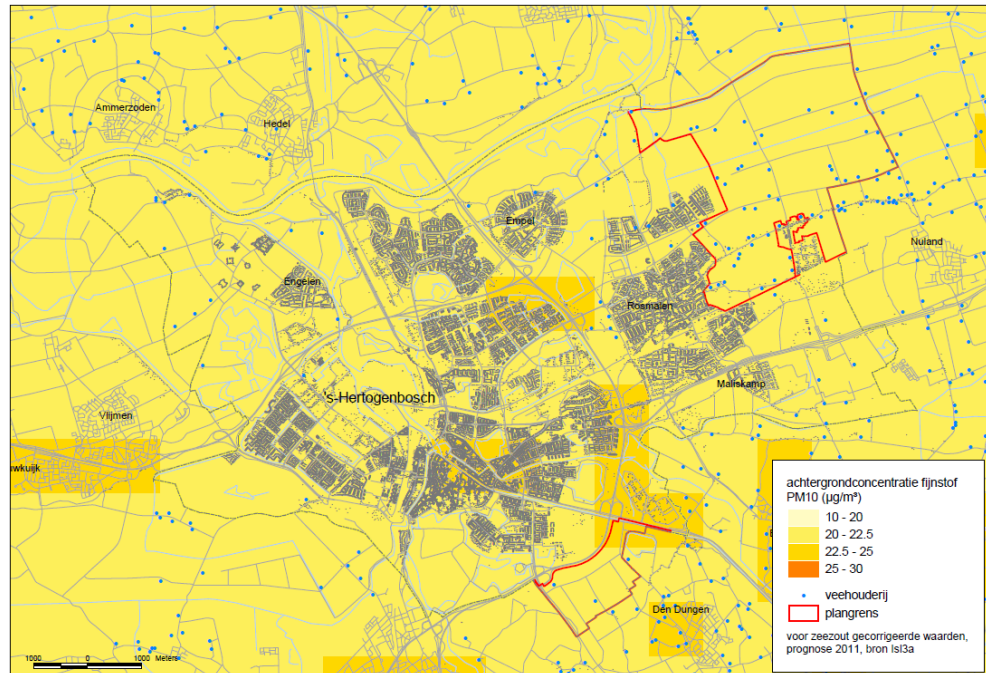 Ammerzoden
Hedel
Empel
Nuland
Engelen
Rosmalen
Maliskamp
's-Hertogenbosch
Vlijmen
uwkuijk
Den Dungen
achtergrondconcentratie fijnstof
PM10 (µg/m³)
10 - 20
20 - 22.5
22.5 - 25
25 - 30
veehouderij
plangrens
voor zeezout gecorrigeerde waarden,
prognose 2011, bron Isl3a
1000 0 1000 Meters